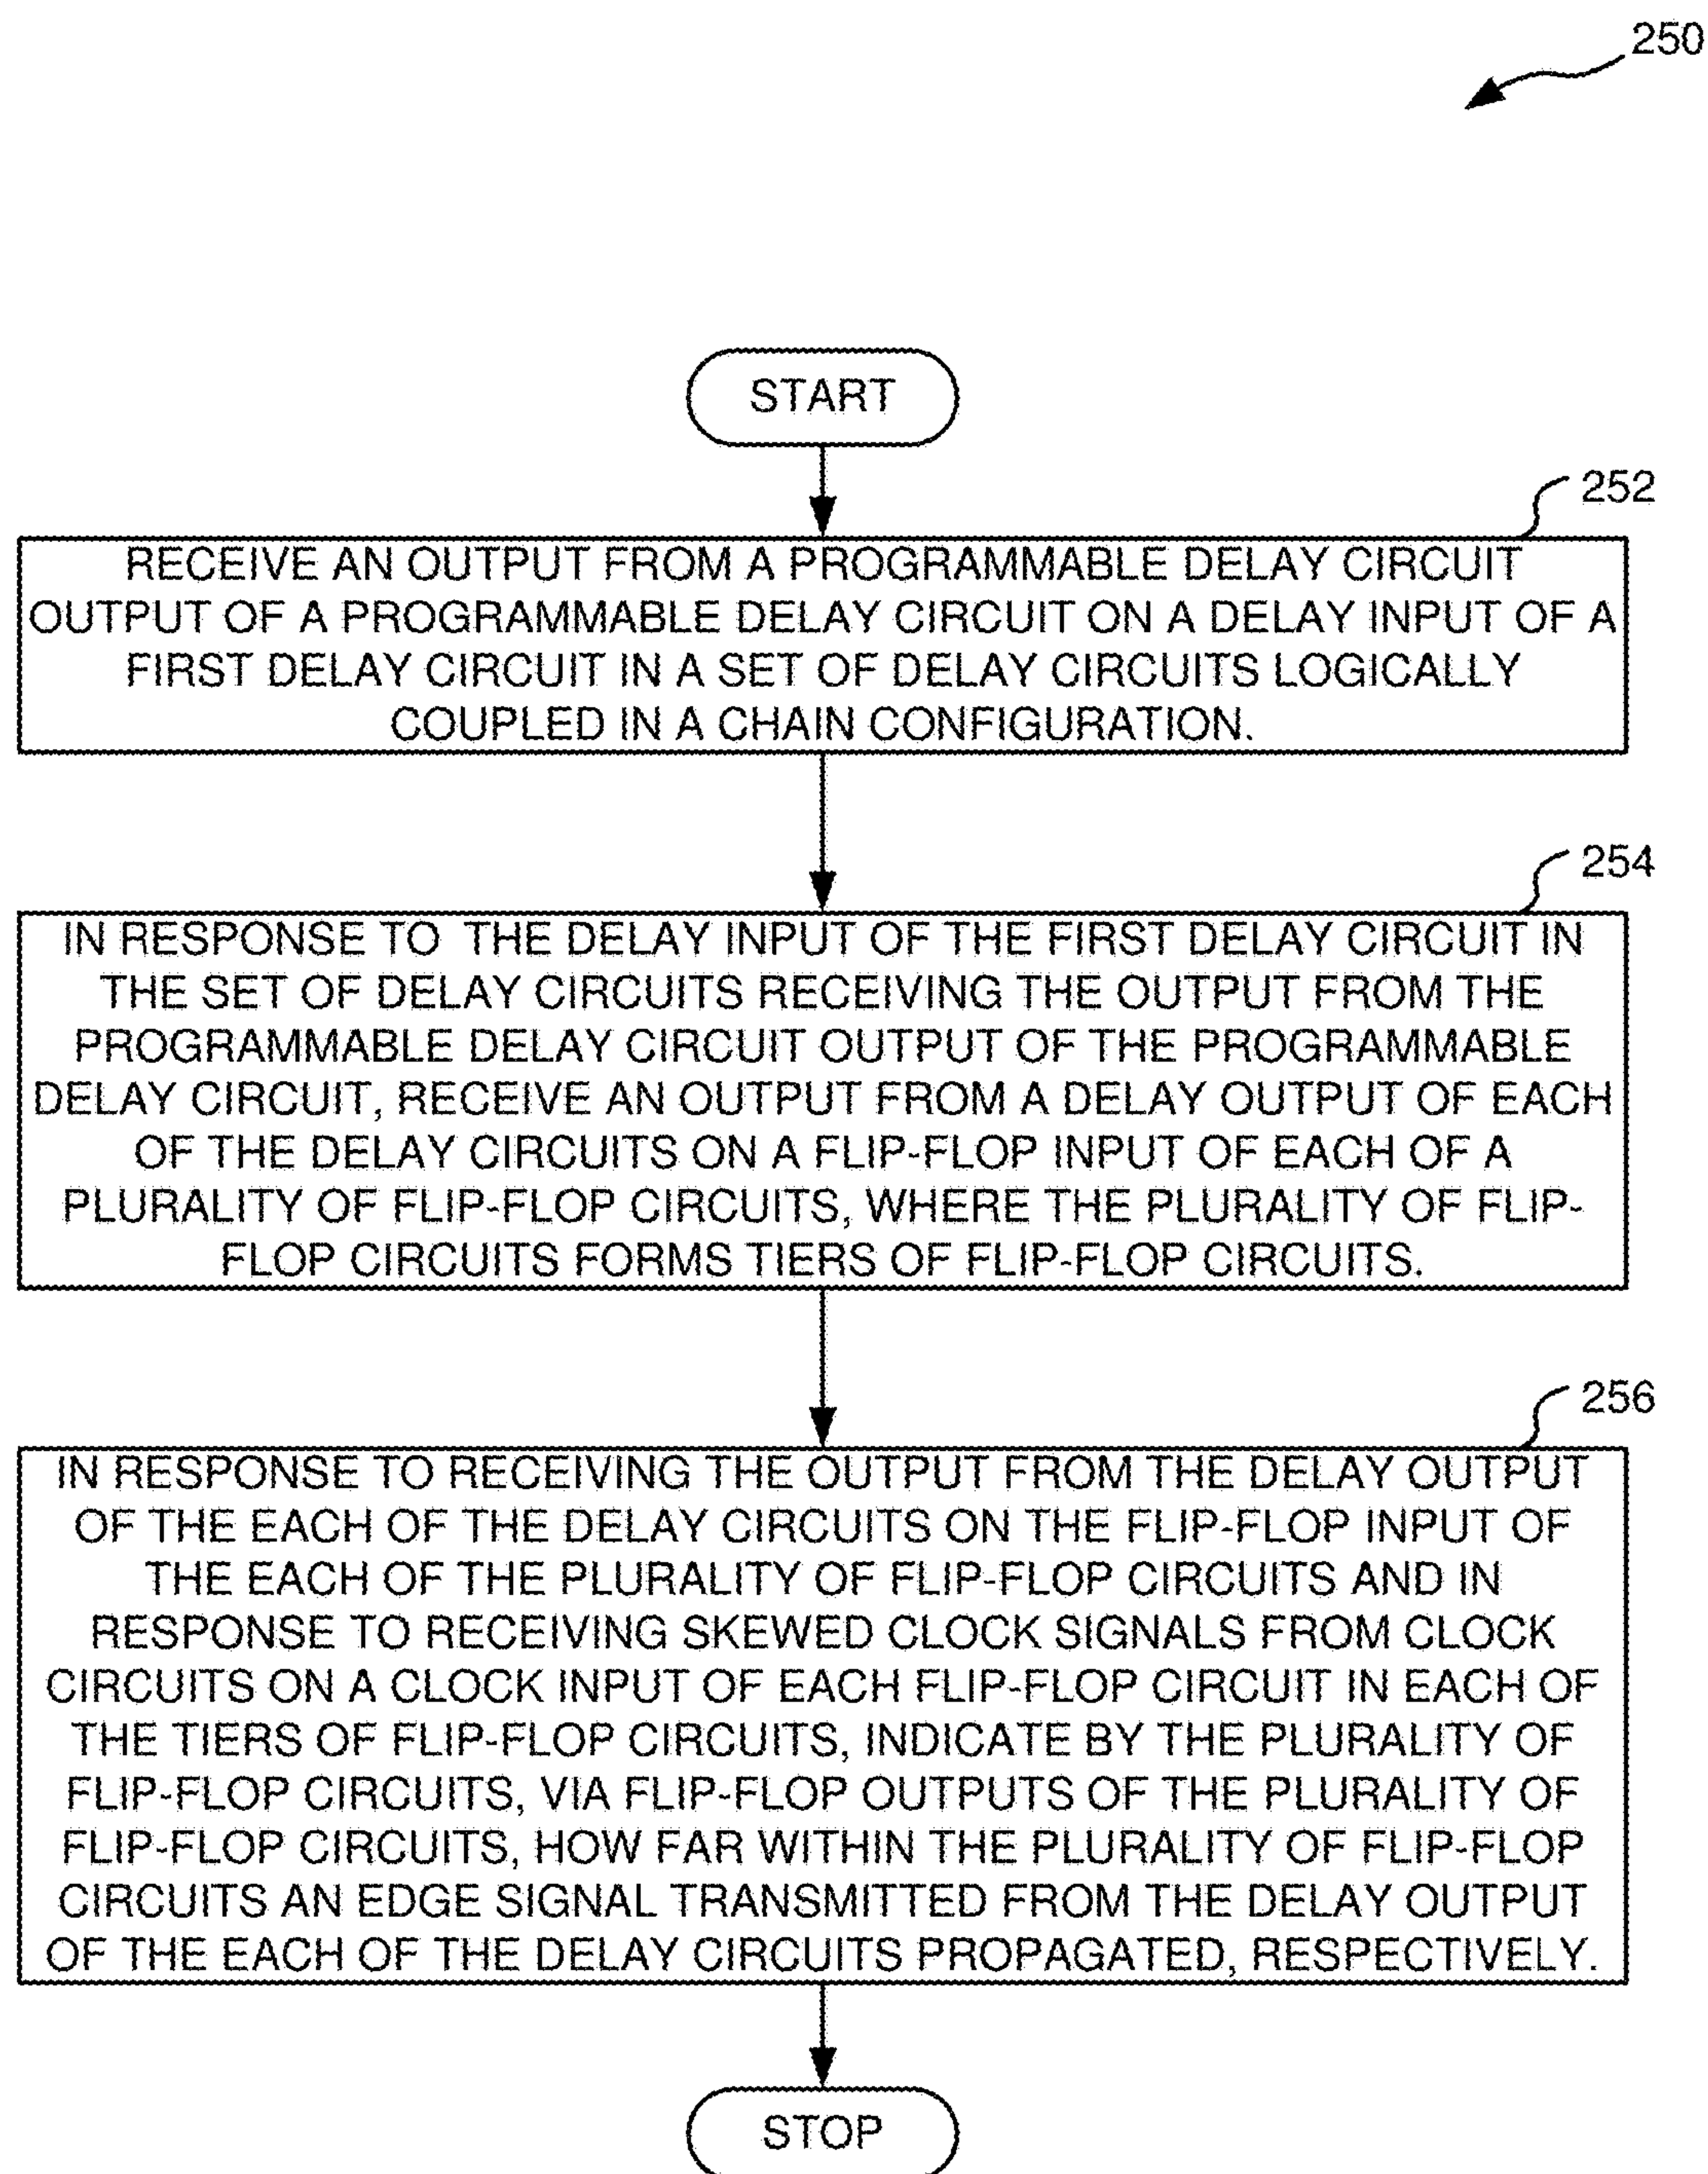 250
START
252
RECEIVE AN OUTPUT FROM A PROGRAMMABLE DELAY CIRCUIT
OUTPUT OF A PROGRAMMABLE DELAY CIRCUIT ON A DELAY INPUT OF A
FIRST DELAY CIRCUIT IN A SET OF DELAY CIRCUITS LOGICALLY
COUPLED IN A CHAIN CONFIGURATION.
254
IN RESPONSE TO THE DELAY INPUT OF THE FIRST DELAY CIRCUIT IN
THE SET OF DELAY CIRCUITS RECEIVING THE OUTPUT FROM THE
PROGRAMMABLE DELAY CIRCUIT OUTPUT OF THE PROGRAMMABLE
DELAY CIRCUIT, RECEIVE AN OUTPUT FROM A DELAY OUTPUT OF EACH
OF THE DELAY CIRCUITS ON A FLIP-FLOP INPUT OF EACH OF A
PLURALITY OF FLIP-FLOP CIRCUITS, WHERE THE PLURALITY OF FLIP-
FLOP CIRCUITS FORMS TIERS OF FLIP-FLOP CIRCUITS.
256
IN RESPONSE TO RECEIVING THE OUTPUT FROM THE DELAY OUTPUT
OF THE EACH OF THE DELAY CIRCUITS ON THE FLIP-FLOP INPUT OF
THE EACH OF THE PLURALITY OF FLIP-FLOP CIRCUITS AND IN
RESPONSE TO RECEIVING SKEWED CLOCK SIGNALS FROM CLOCK
CIRCUITS ON A CLOCK INPUT OF EACH FLIP-FLOP CIRCUIT IN EACH OF
THE TIERS OF FLIP-FLOP CIRCUITS, INDICATE BY THE PLURALITY OF
FLIP-FLOP CIRCUITS, VIA FLIP-FLOP OUTPUTS OF THE PLURALITY OF
FLIP-FLOP CIRCUITS, HOW FAR WITHIN THE PLURALITY OF FLIP-FLOP
CIRCUITS AN EDGE SIGNAL TRANSMITTED FROM THE DELAY OUTPUT
OF THE EACH OF THE DELAY CIRCUITS PROPAGATED, RESPECTIVELY.
STOP